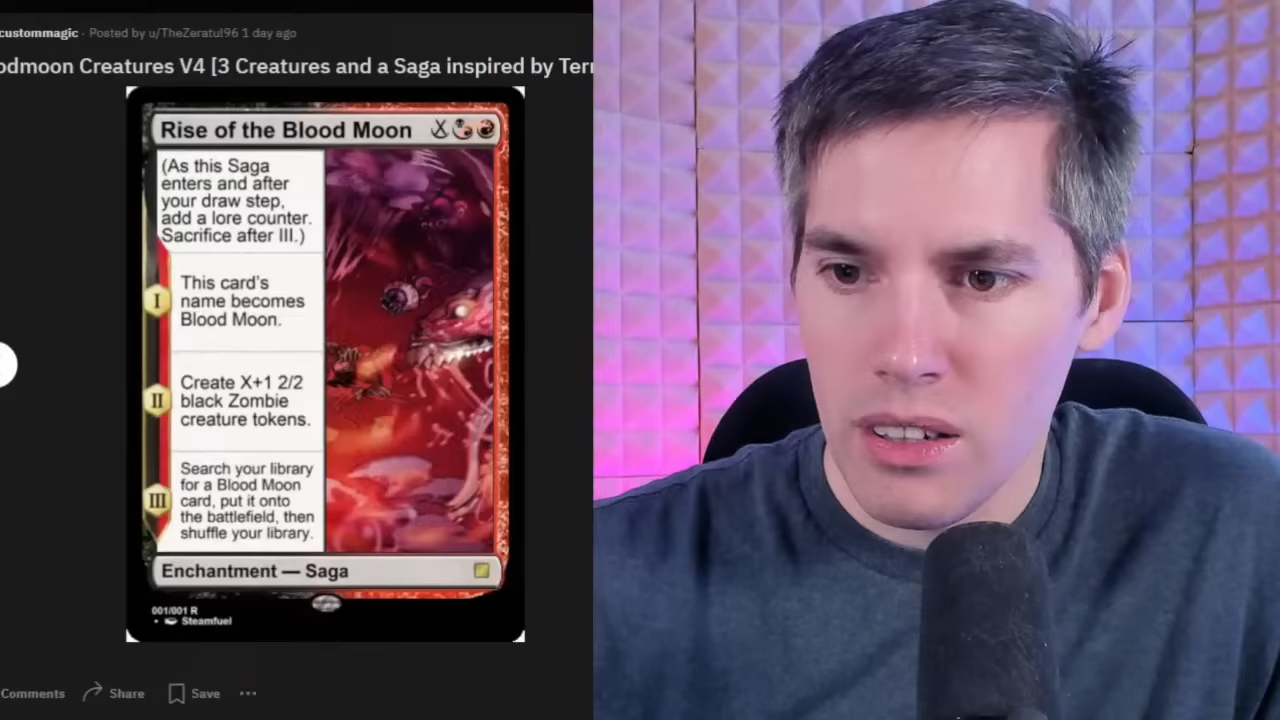 custommagic · Posted by u/TheZeratul96 1 day ago
odmoon Creatures V4 [3 Creatures and a Saga inspired by Terr
Rise of the Blood Moon X
(As this Saga
enters and after
your draw step,
add a lore counter.
Sacrifice after III.)
I
This card's
name becomes
Blood Moon.
II
Create X+1 2/2
black Zombie
creature tokens.
III
Search your library
for a Blood Moon
card, put it onto
the battlefield, then
shuffle your library.
Enchantment — Saga
001/001 R
• Steamfuel
Comments Share Save ...